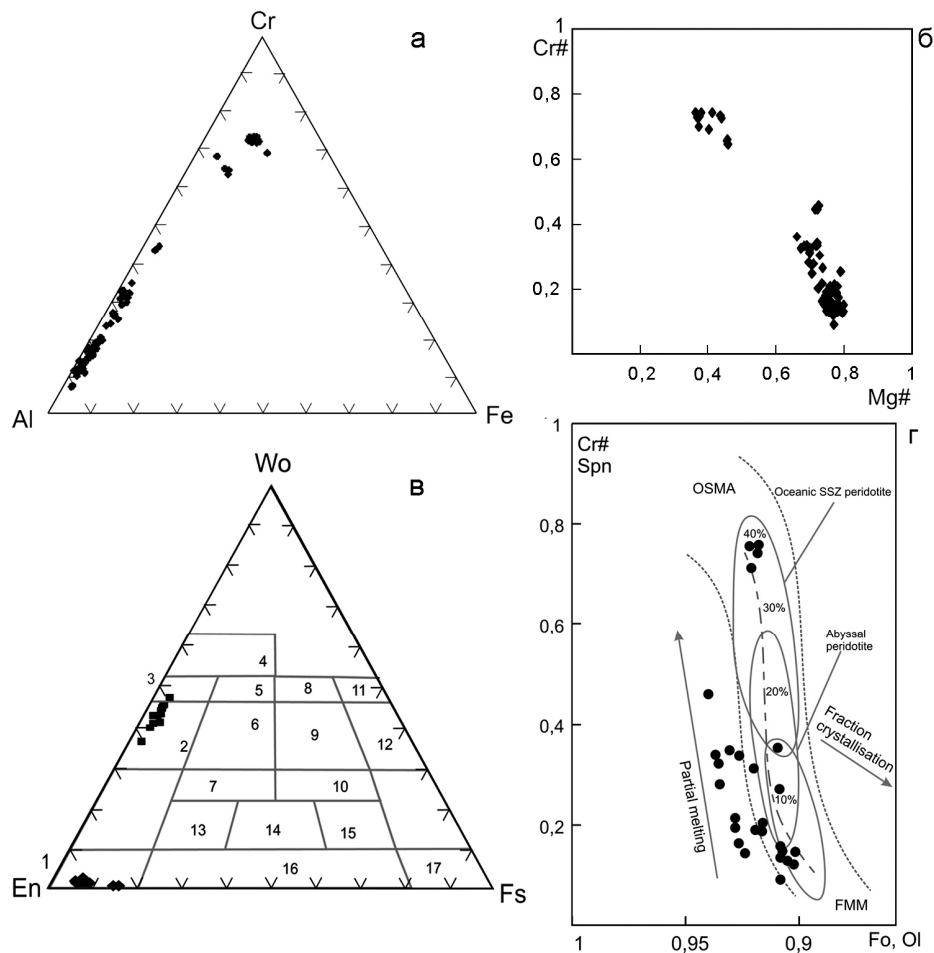 Cr
а
Al
Fe
1
Cr#
б
0,8
0,6
0,4
0,2
0,2
0,4
0,6
0,8
1
Mg#
Wo
в
3
4
5
8
11
2
6
9
12
7
10
13
14
15
1
16
17
En
Fs
1
г
Cr#
Spn
OSMA
Oceanic SSZ peridotite
0,8
40%
30%
0,6
Abyssal
peridotite
20%
0,4
Fraction
crystallisation
Partial melting
10%
0,2
FMM
1
0,95
0,9
Fo, Ol